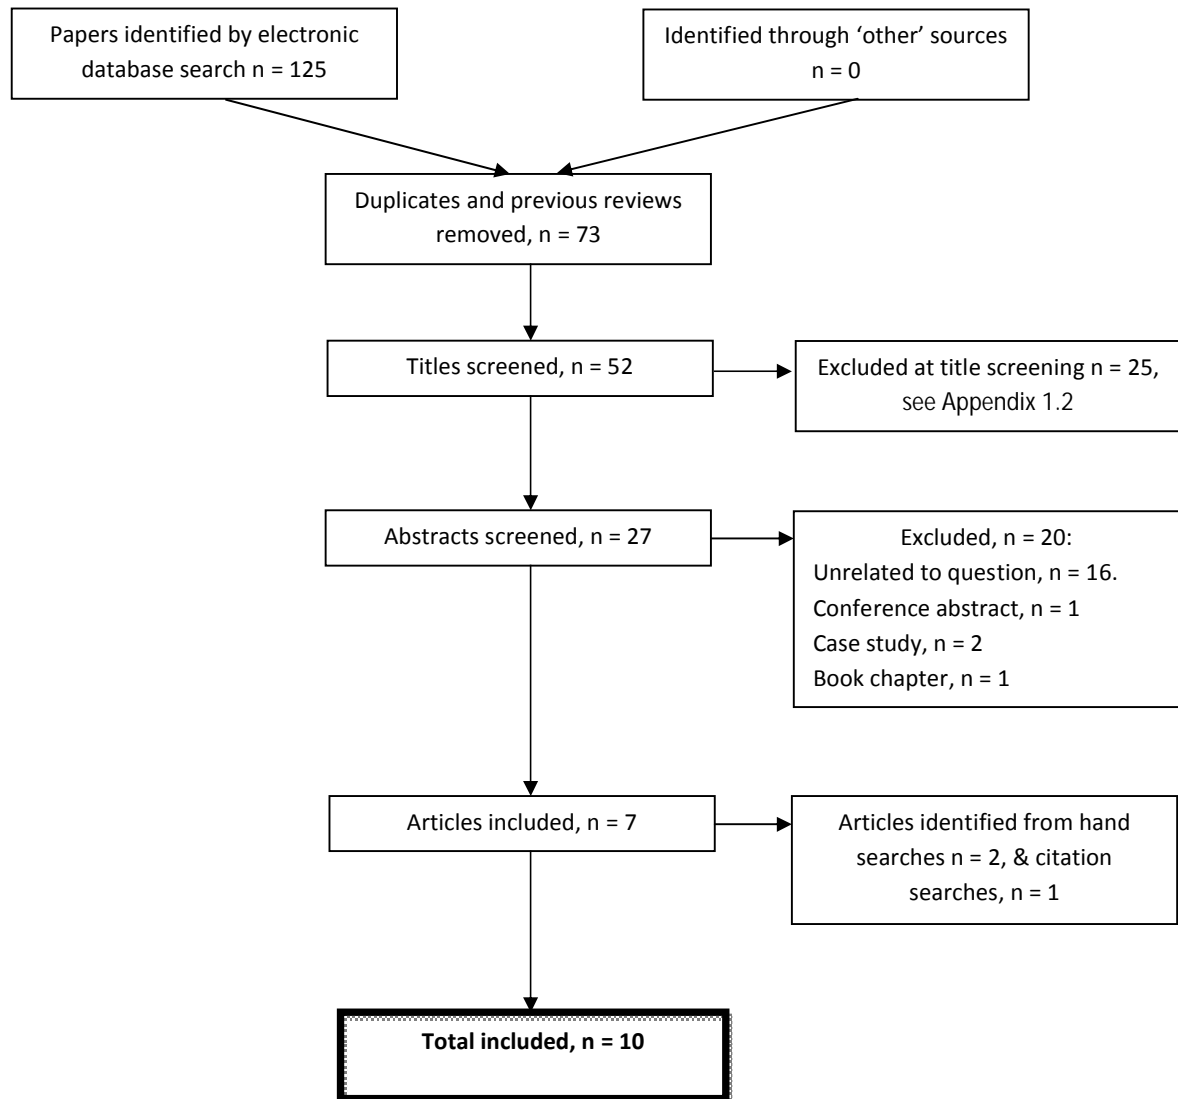 Papers identified by electronic
database search n = 125
Identified through ‘other’ sources
n = 0
Duplicates and previous reviews
removed, n = 73
Titles screened, n = 52
Excluded at title screening n = 25,
see Appendix 1.2
Abstracts screened, n = 27
Excluded, n = 20:
Unrelated to question, n = 16.
Conference abstract, n = 1
Case study, n = 2
Book chapter, n = 1
Articles included, n = 7
Articles identified from hand
searches n = 2, & citation
searches, n = 1
Total included, n = 10